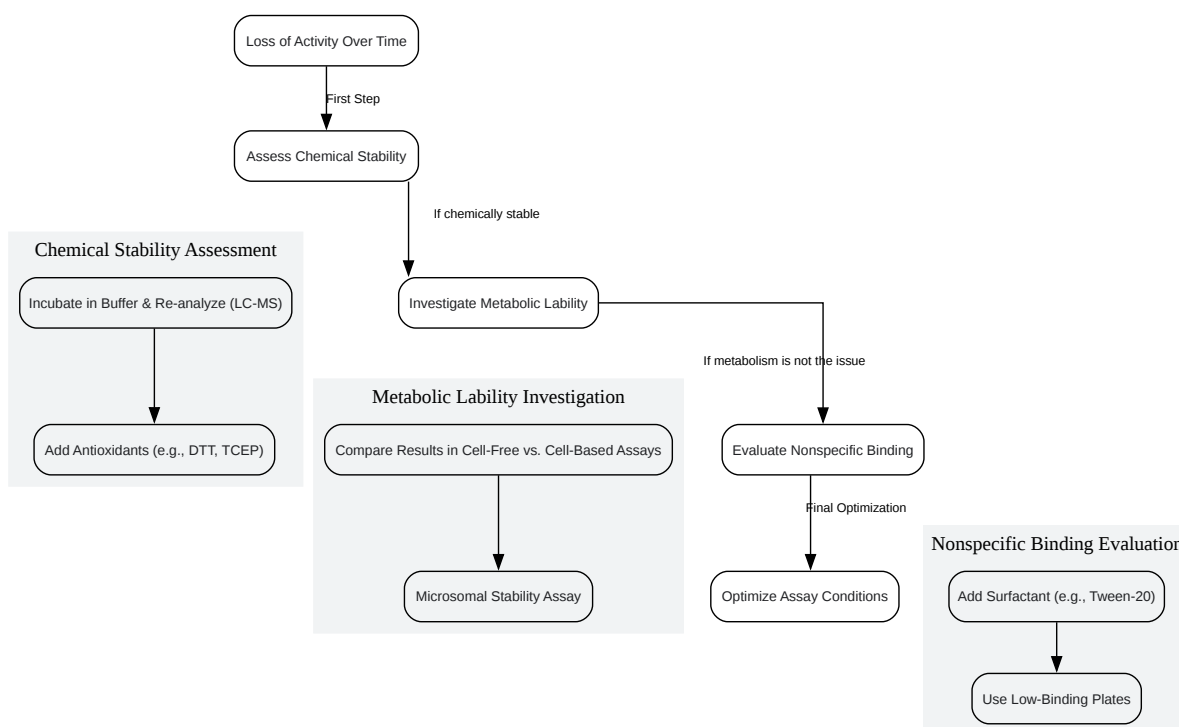 Loss of Activity Over Time
First Step
Assess Chemical Stability
If chemically stable
Chemical Stability Assessment
Incubate in Buffer & Re-analyze (LC-MS)
Investigate Metabolic Lability
If metabolism is not the issue
Metabolic Lability Investigation
Add Antioxidants (e.g., DTT, TCEP)
Compare Results in Cell-Free vs. Cell-Based Assays
Evaluate Nonspecific Binding
Final Optimization
Nonspecific Binding Evaluation
Microsomal Stability Assay
Optimize Assay Conditions
Add Surfactant (e.g., Tween-20)
Use Low-Binding Plates